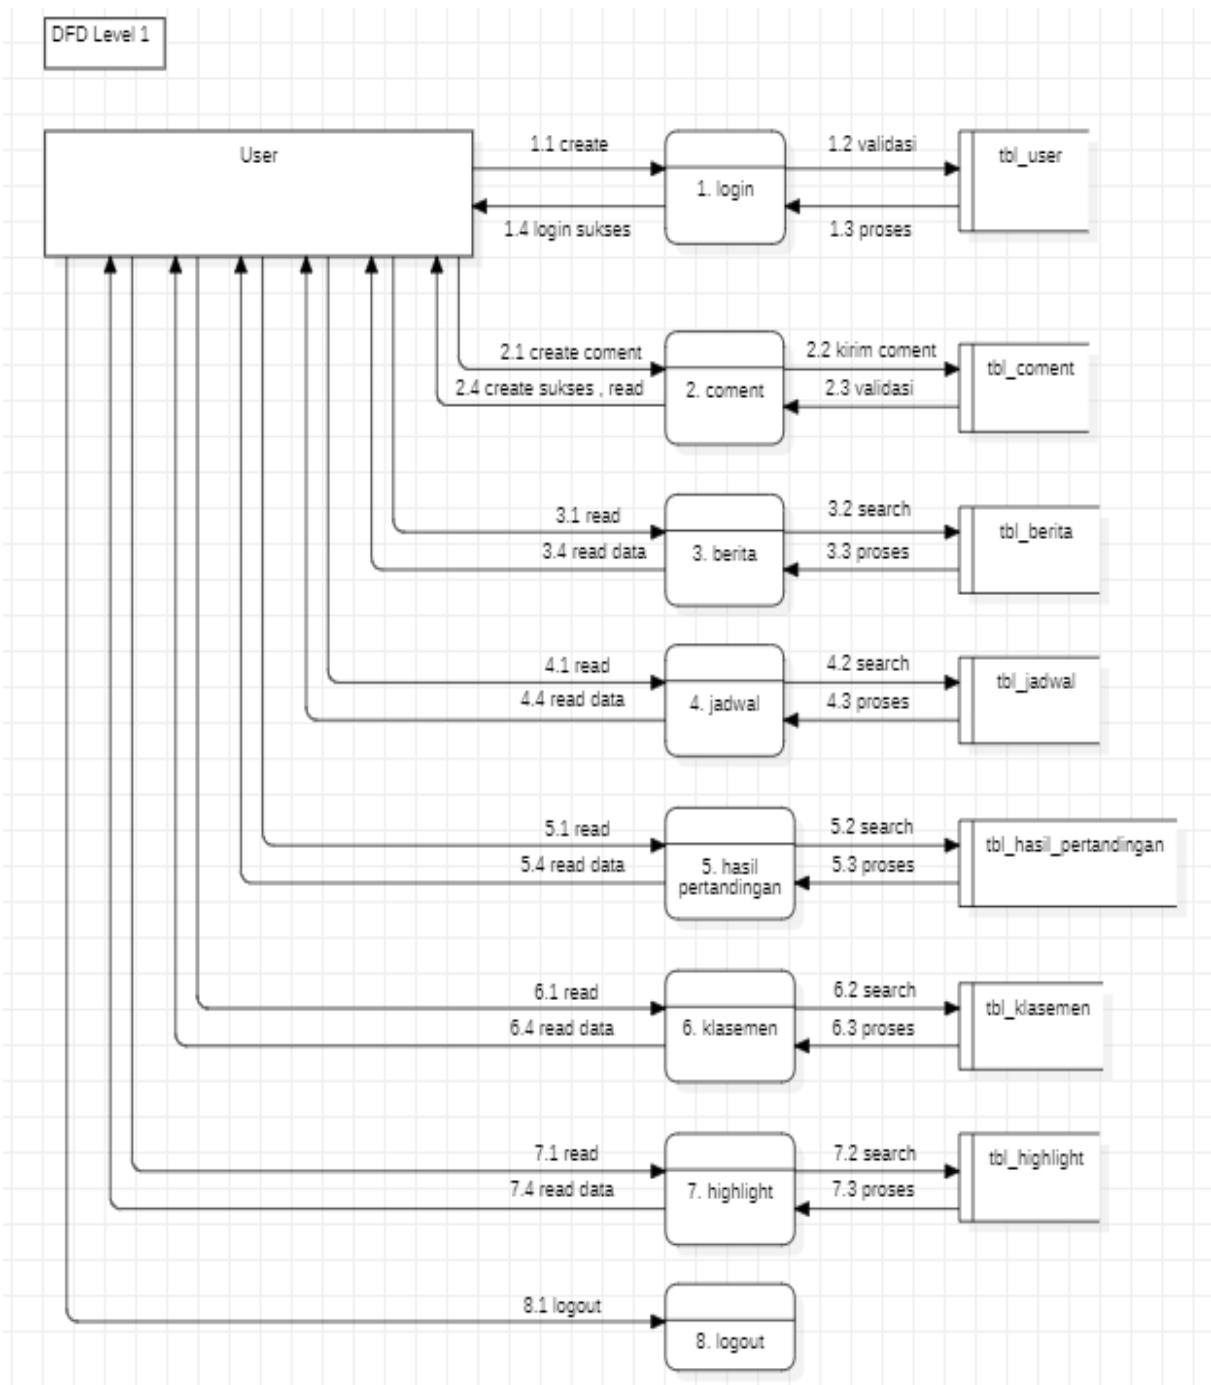 DFD Level 1
User
1.1 create
1. login
1.2 validasi
tbl_user
1.4 login sukses
1.3 proses
2.1 create coment
2. coment
2.2 kirim coment
tbl_coment
2.4 create sukses , read
2.3 validasi
3.1 read
3. berita
3.2 search
tbl_berita
3.4 read data
3.3 proses
4.1 read
4. jadwal
4.2 search
tbl_jadwal
4.4 read data
4.3 proses
5.1 read
5. hasil
pertandingan
5.2 search
tbl_hasil_pertandingan
5.4 read data
5.3 proses
6.1 read
6. klasemen
6.2 search
tbl_klasemen
6.4 read data
6.3 proses
7.1 read
7. highlight
7.2 search
tbl_highlight
7.4 read data
7.3 proses
8.1 logout
8. logout